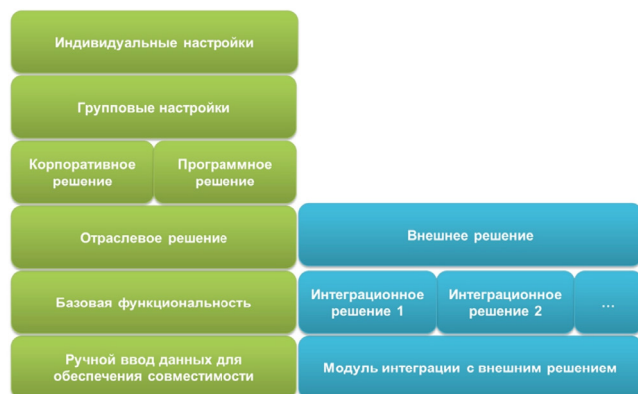 Индивидуальные настройки
Групповые настройки
Корпоративное
решение
Программное
решение
Отраслевое решение
Внешнее решение
Базовая функциональность
Интеграционное
решение 1
Интеграционное
решение 2
...
Ручной ввод данных для
обеспечения совместимости
Модуль интеграции с внешним решением